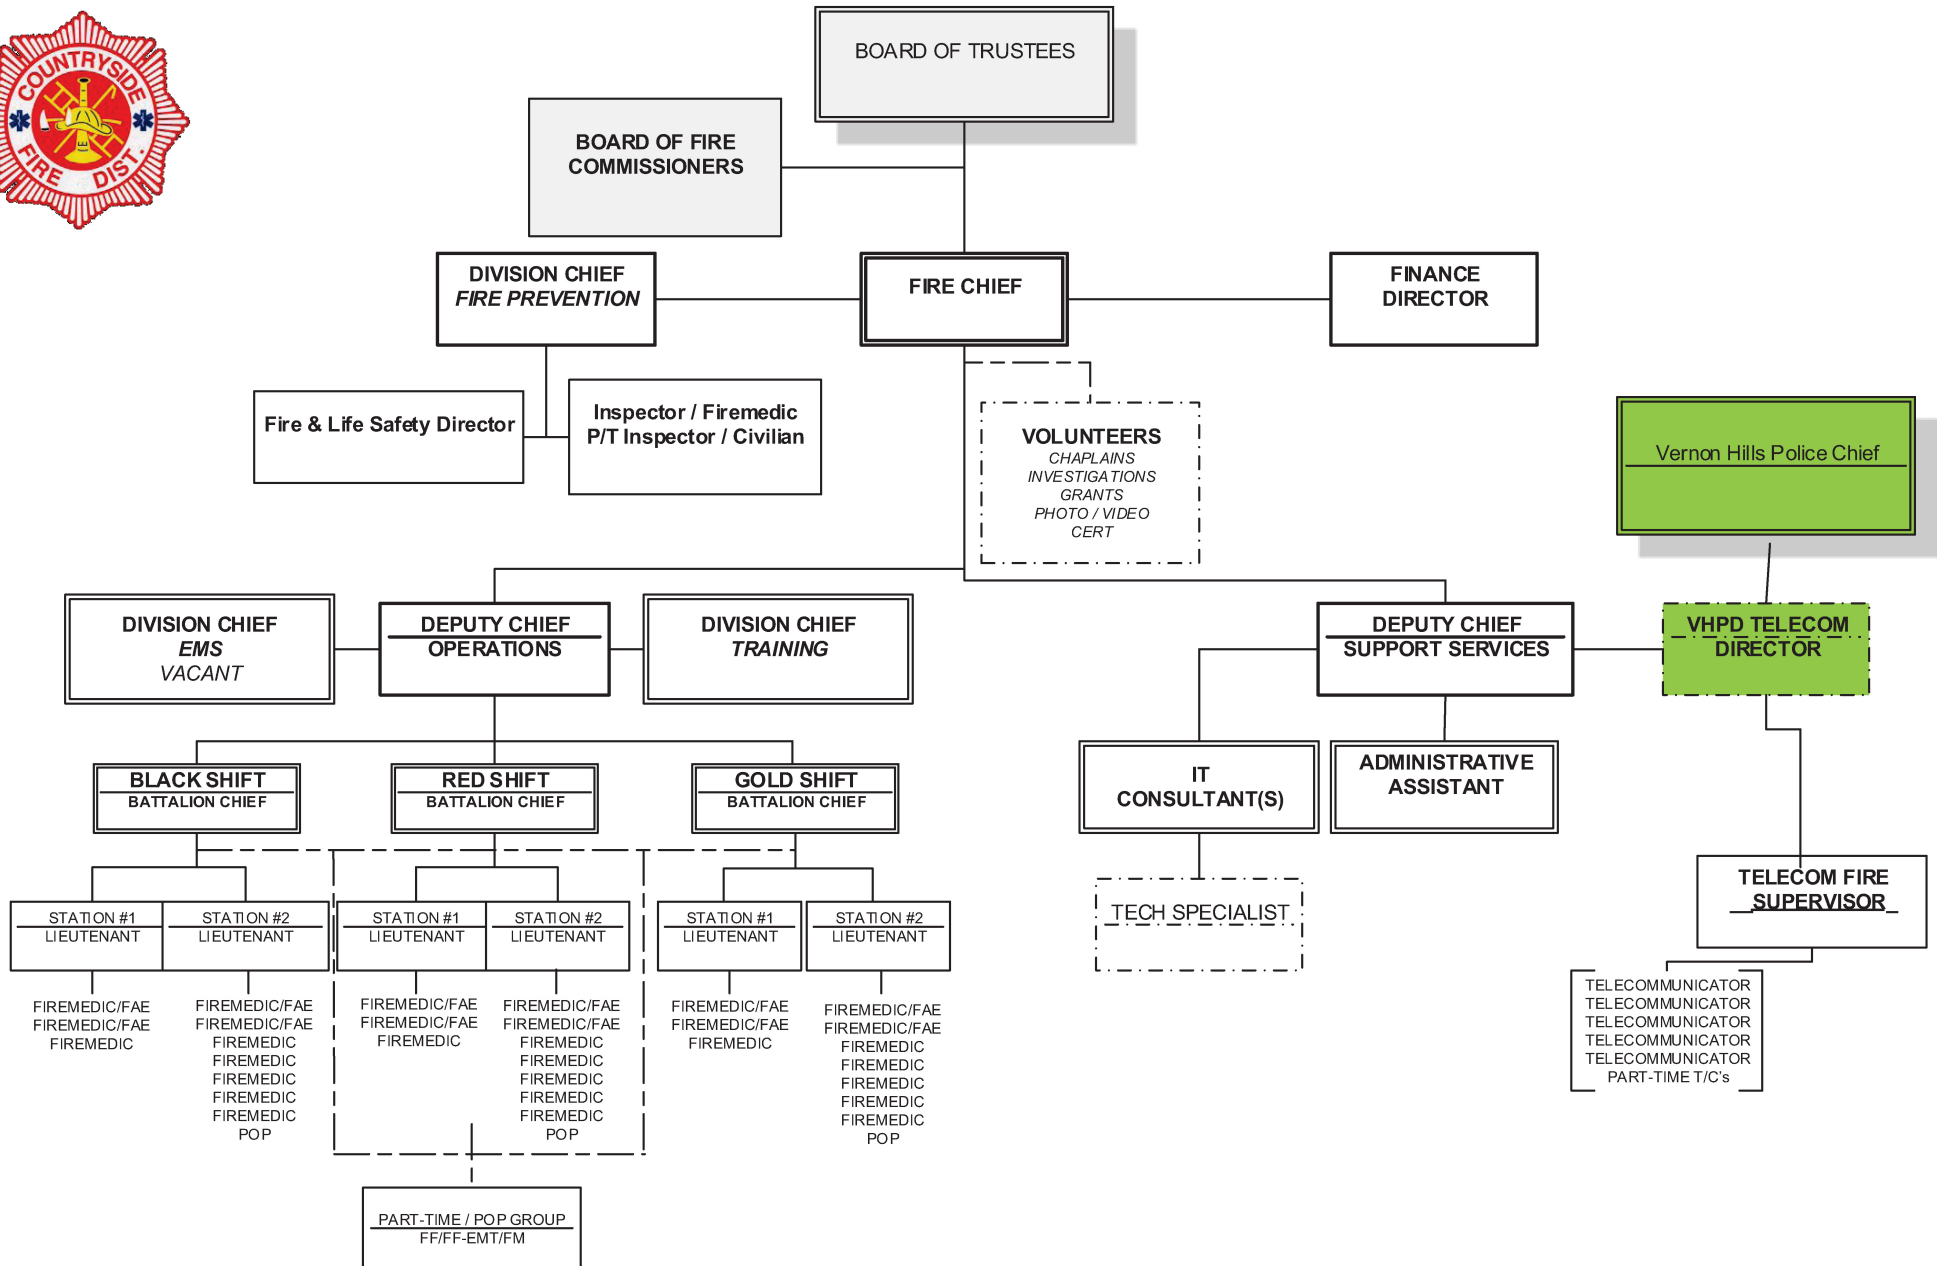 COUNTRYSIDE
FIRE DIST.
BOARD OF TRUSTEES
BOARD OF FIRE
COMMISSIONERS
DIVISION CHIEF
FIRE PREVENTION
FIRE CHIEF
FINANCE
DIRECTOR
Fire & Life Safety Director
Inspector / Firemedic
P/T Inspector / Civilian
VOLUNTEERS
CHAPLAINS
INVESTIGATIONS
GRANTS
PHOTO / VIDEO
CERT
Vernon Hills Police Chief
DIVISION CHIEF
EMS
VACANT
DEPUTY CHIEF
OPERATIONS
DIVISION CHIEF
TRAINING
DEPUTY CHIEF
SUPPORT SERVICES
VHPD TELECOM
DIRECTOR
BLACK SHIFT
BATTALION CHIEF
RED SHIFT
BATTALION CHIEF
GOLD SHIFT
BATTALION CHIEF
IT
CONSULTANT(S)
ADMINISTRATIVE
ASSISTANT
TECH SPECIALIST
TELECOM FIRE
SUPERVISOR
STATION #1
LIEUTENANT
STATION #2
LIEUTENANT
STATION #1
LIEUTENANT
STATION #2
LIEUTENANT
STATION #1
LIEUTENANT
STATION #2
LIEUTENANT
FIREMEDIC/FAE
FIREMEDIC/FAE
FIREMEDIC
FIREMEDIC/FAE
FIREMEDIC/FAE
FIREMEDIC
FIREMEDIC
FIREMEDIC
FIREMEDIC
FIREMEDIC
POP
FIREMEDIC/FAE
FIREMEDIC/FAE
FIREMEDIC
FIREMEDIC/FAE
FIREMEDIC/FAE
FIREMEDIC
FIREMEDIC
FIREMEDIC
FIREMEDIC
FIREMEDIC
POP
FIREMEDIC/FAE
FIREMEDIC/FAE
FIREMEDIC
FIREMEDIC/FAE
FIREMEDIC/FAE
FIREMEDIC
FIREMEDIC
FIREMEDIC
FIREMEDIC
FIREMEDIC
POP
TELECOMMUNICATOR
TELECOMMUNICATOR
TELECOMMUNICATOR
TELECOMMUNICATOR
TELECOMMUNICATOR
PART-TIME T/C's
PART-TIME / POP GROUP
FF/FF-EMT/FM